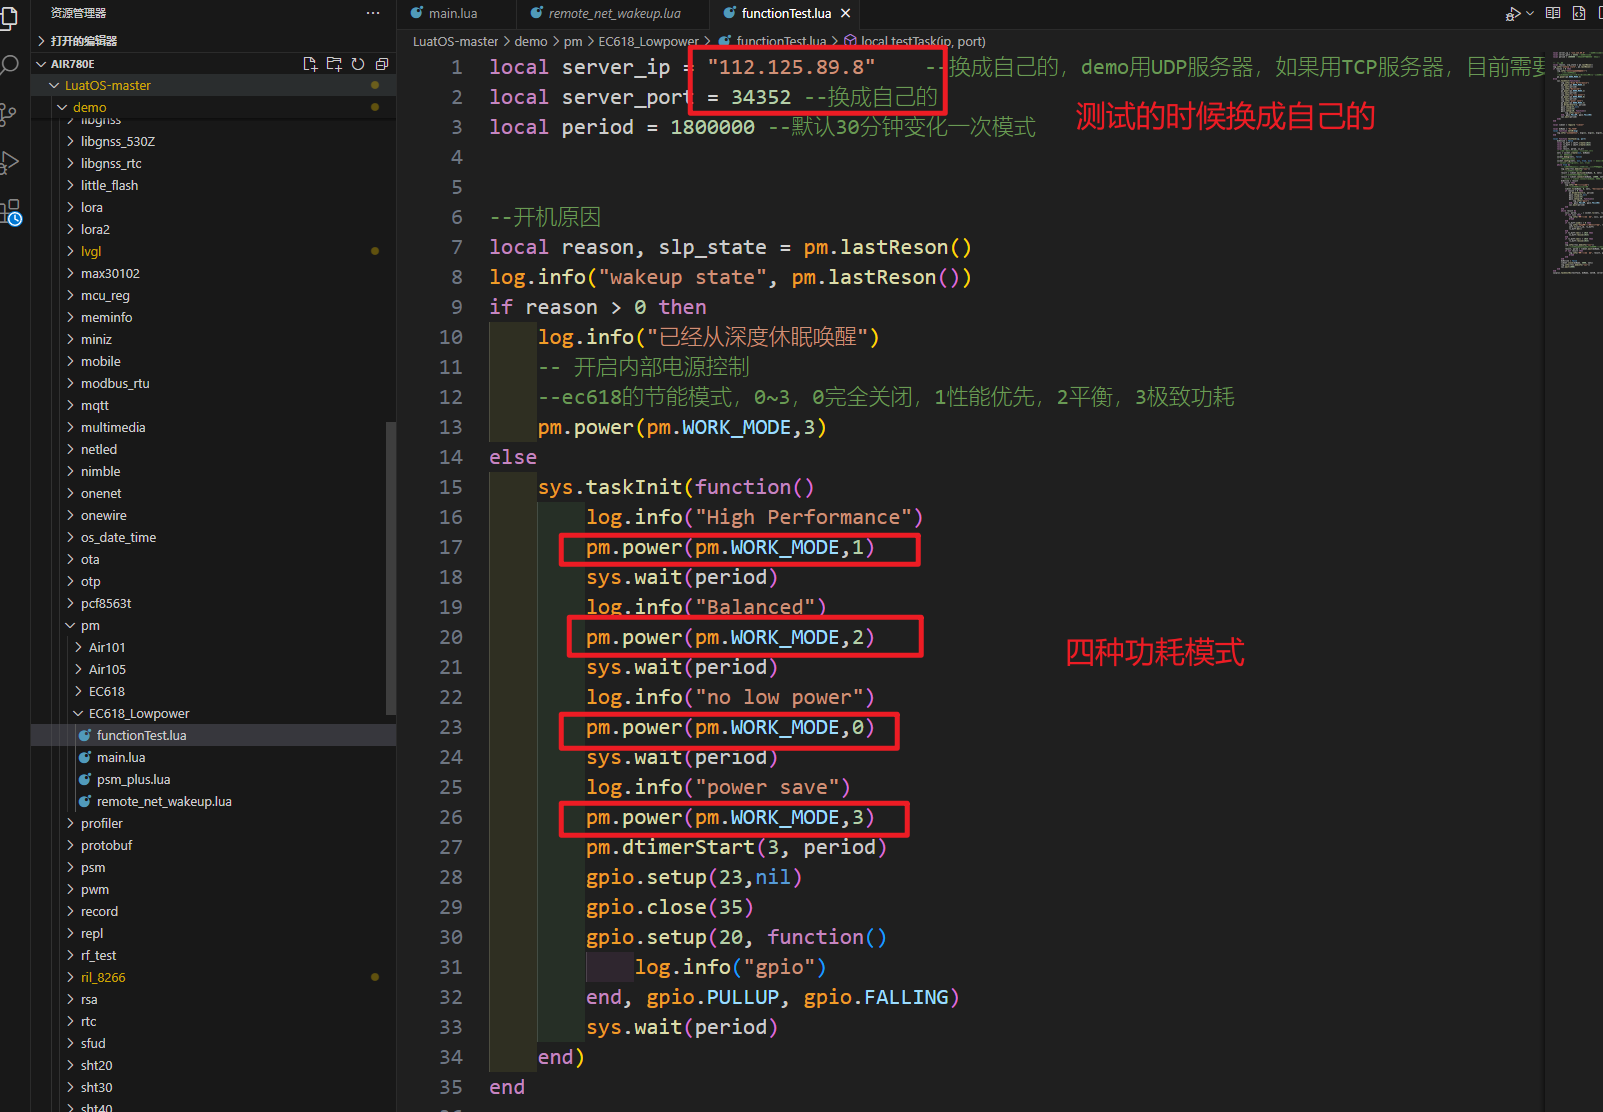 资源管理器
···
main.lua
remote_net_wakeup.lua
functionTest.lua
打开的编辑器
LuatOS-master > demo > pm > EC618_Lowpower > functionTest.lua > local testTask(ip, port)
AIR780E
LuatOS-master
demo
libgnss
libgnss_530Z
libgnss_rtc
little_flash
lora
lora2
lvgl
max30102
mcu_reg
meminfo
miniz
mobile
modbus_rtu
mqtt
multimedia
netled
nimble
onenet
onewire
os_date_time
ota
otp
pcf8563t
pm
Air101
Air105
EC618
EC618_Lowpower
functionTest.lua
main.lua
psm_plus.lua
remote_net_wakeup.lua
profiler
protobuf
psm
pwm
record
repl
rf_test
ril_8266
rsa
rtc
sfud
sht20
sht30
sht40
1 local server_ip = "112.125.89.8" --换成自己的，demo用UDP服务器，如果用TCP服务器，目前需要
2 local server_port = 34352 --换成自己的
测试的时候换成自己的
3 local period = 1800000 --默认30分钟变化一次模式
4
5
6 --开机原因
7 local reason, slp_state = pm.lastReson()
8 log.info("wakeup state", pm.lastReson())
9 if reason > 0 then
10 log.info("已经从深度休眠唤醒")
11 -- 开启内部电源控制
12 --ec618的节能模式，0~3，0完全关闭，1性能优先，2平衡，3极致功耗
13 pm.power(pm.WORK_MODE,3)
14 else
15 sys.taskInit(function()
16 log.info("High Performance")
17 pm.power(pm.WORK_MODE,1)
18 sys.wait(period)
19 log.info("Balanced")
20 pm.power(pm.WORK_MODE,2)
四种功耗模式
21 sys.wait(period)
22 log.info("no low power")
23 pm.power(pm.WORK_MODE,0)
24 sys.wait(period)
25 log.info("power save")
26 pm.power(pm.WORK_MODE,3)
27 pm.dtimerStart(3, period)
28 gpio.setup(23,nil)
29 gpio.close(35)
30 gpio.setup(20, function()
31 log.info("gpio")
32 end, gpio.PULLUP, gpio.FALLING)
33 sys.wait(period)
34 end)
35 end